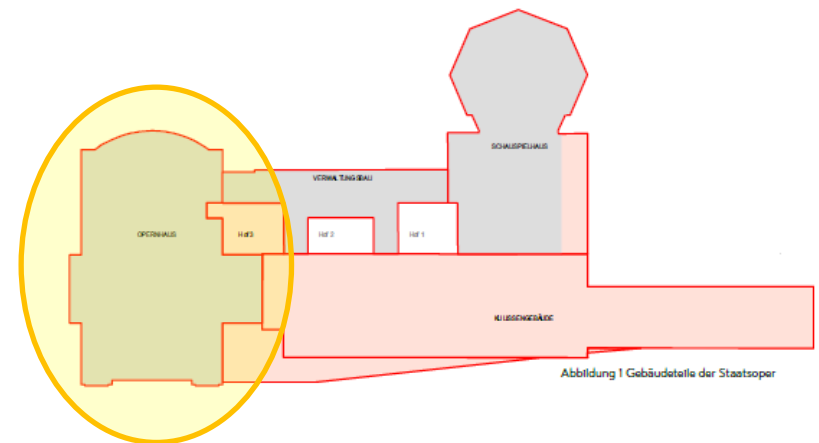 SCHAUSPIELHAUS
VERWALTUNGSBAU
OPERNHAUS
Hof 3
Hof 2
Hof 1
KULISSENGEBÄUDE
Abbildung 1 Gebäudeteile der Staatsoper